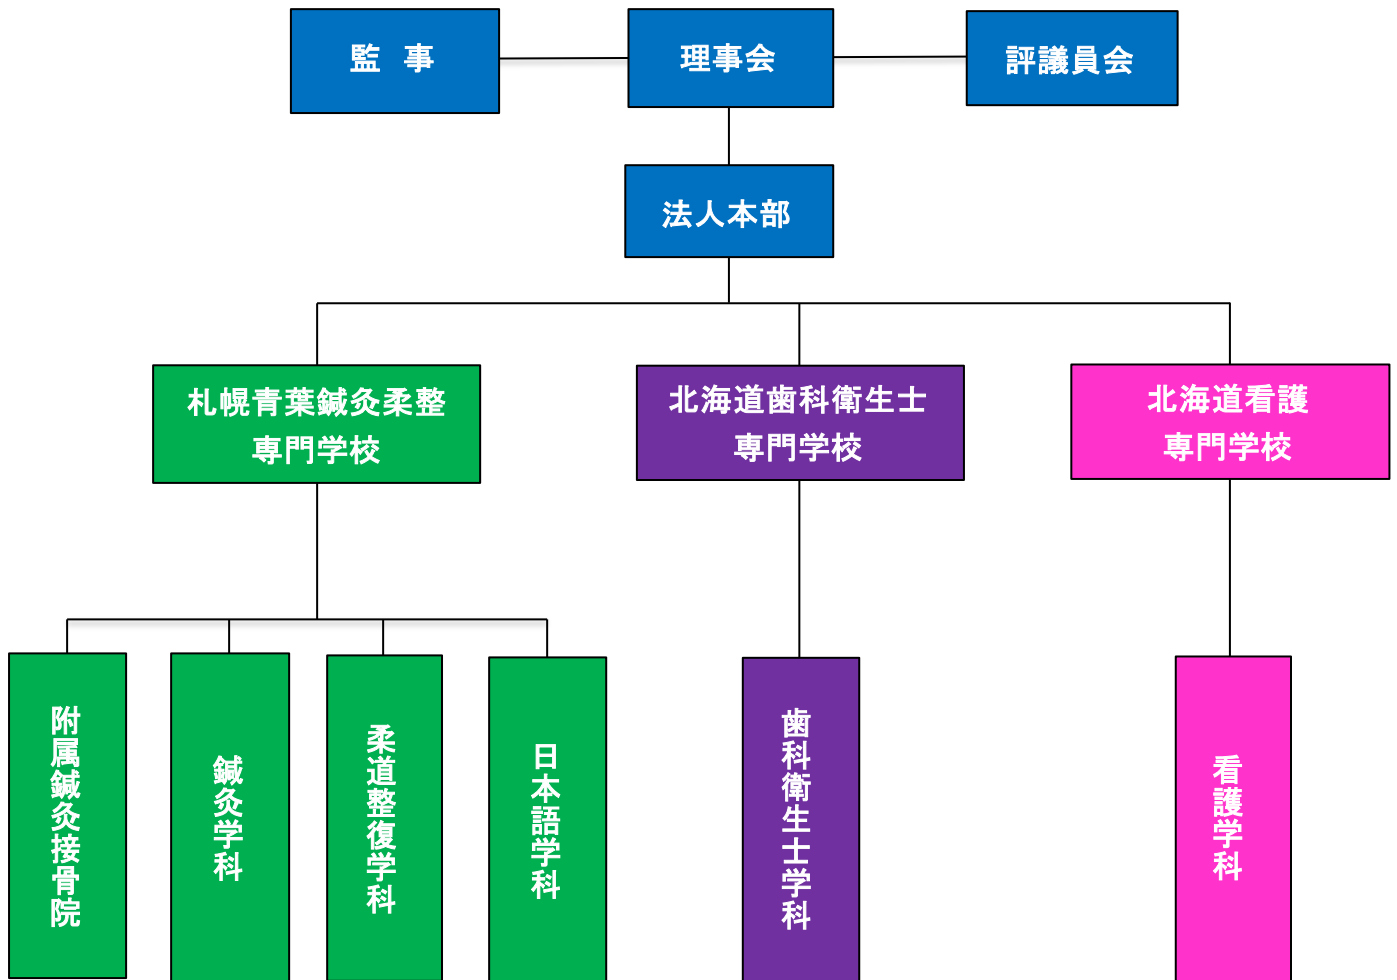 監 事
理事会
評議員会
法人本部
札幌青葉鍼灸柔整
専門学校
北海道歯科衛生士
専門学校
北海道看護
専門学校
附属鍼灸接骨院
鍼灸学科
柔道整復学科
日本語学科
歯科衛生士学科
看護学科